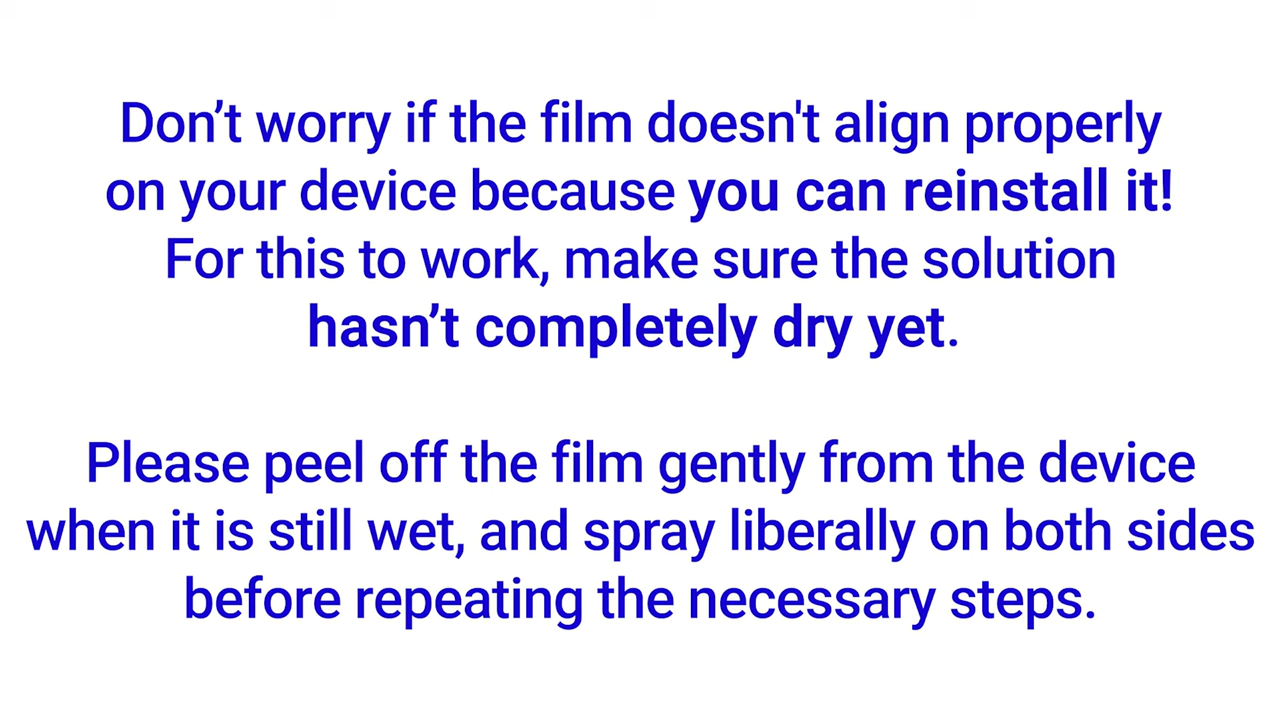 Don’t worry if the film doesn't align properly
on your device because you can reinstall it!
For this to work, make sure the solution
hasn’t completely dry yet.
Please peel off the film gently from the device
when it is still wet, and spray liberally on both sides
before repeating the necessary steps.